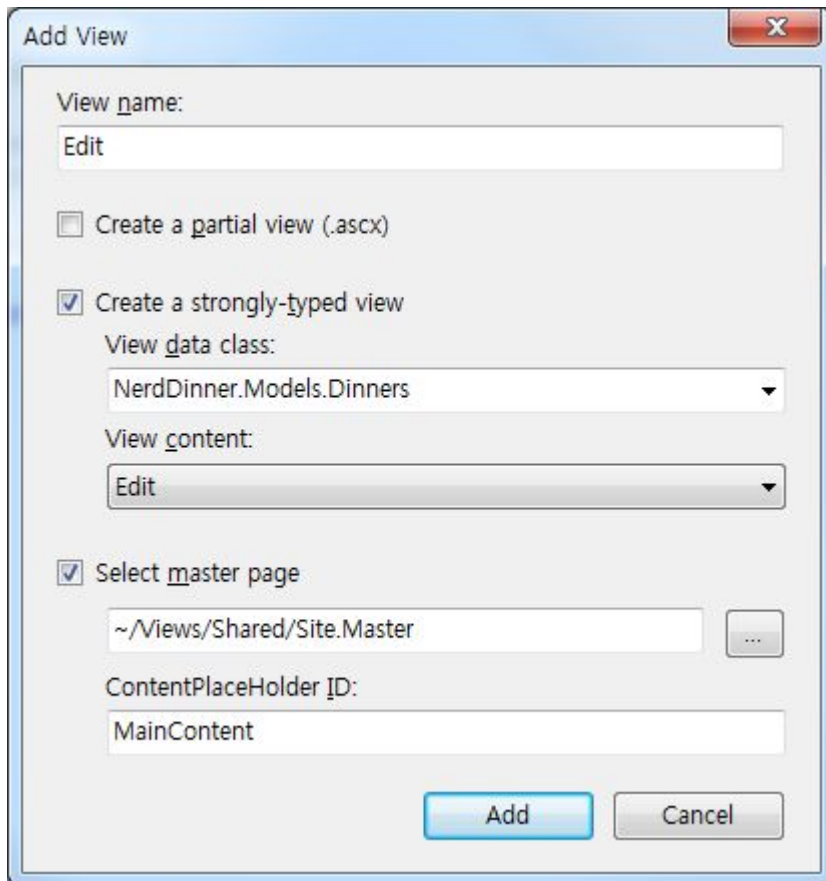 Add View
View name:
Edit
Create a partial view (.ascx)
Create a strongly-typed view
View data class:
NerdDinner.Models.Dinners
View content:
Edit
Select master page
~/Views/Shared/Site.Master
...
ContentPlaceHolder ID:
MainContent
Add Cancel